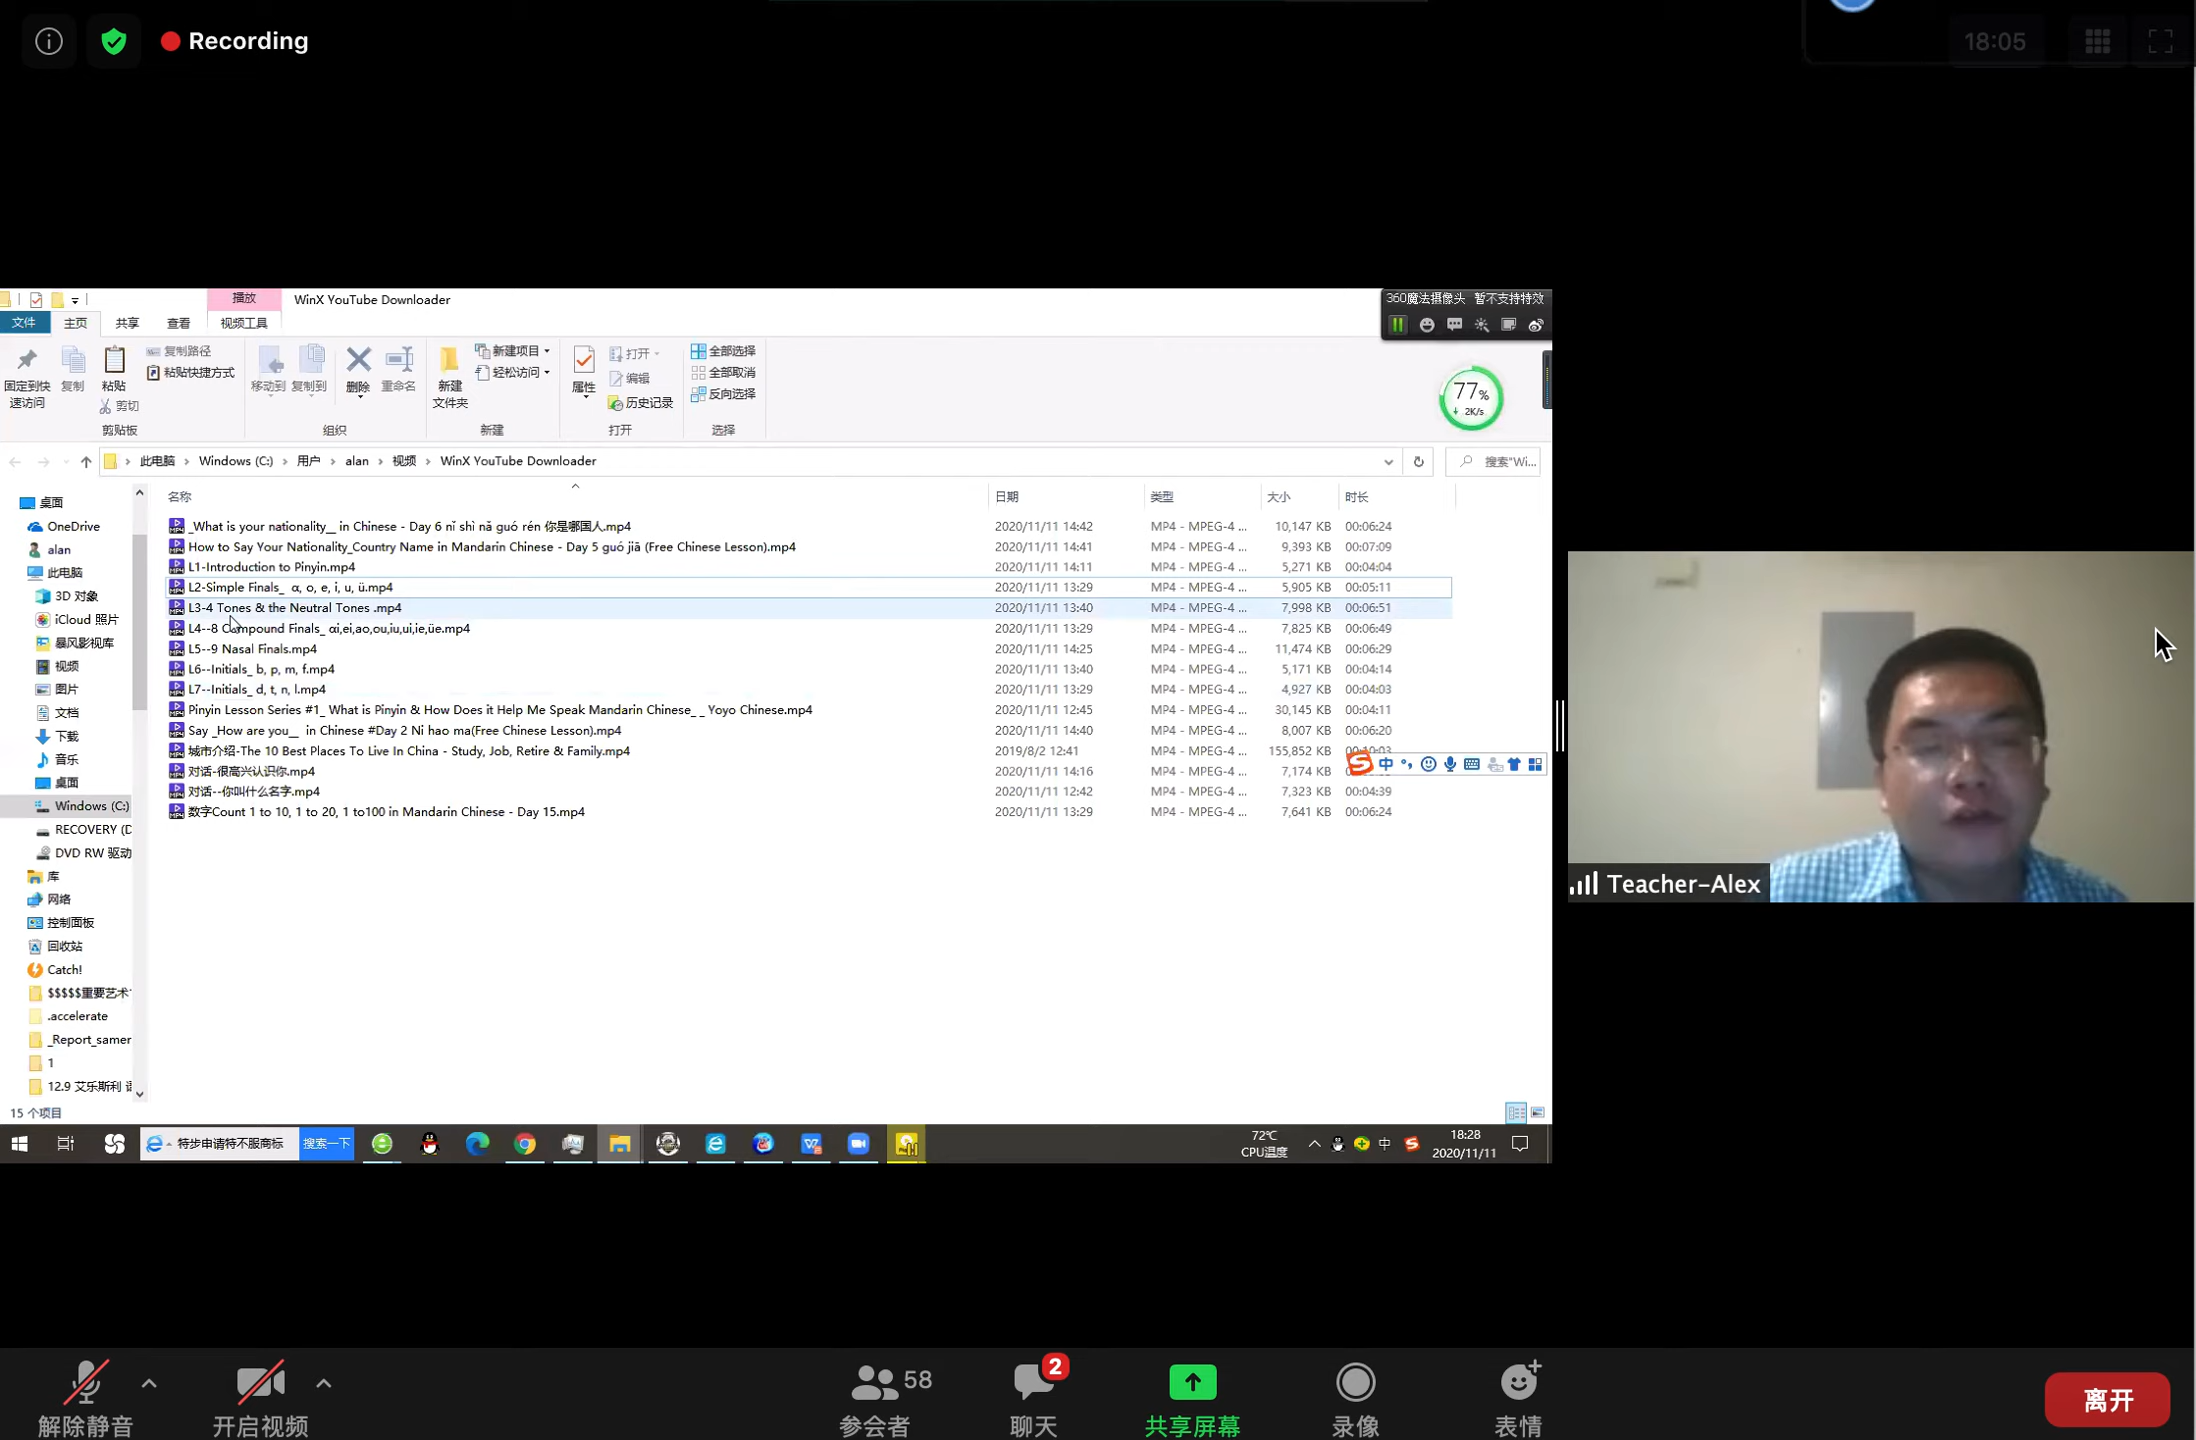 Recording
18:05
播放
WinX YouTube Downloader
360魔法摄像头 暂不支持特效
文件
主页
共享
查看
视频工具
固定到快
速访问
复制
粘贴
复制路径
粘贴快捷方式
剪切
剪贴板
移动到
复制到
删除
重命名
组织
新建
文件夹
新建项目
轻松访问
新建
属性
打开
编辑
历史记录
打开
全部选择
全部取消
反向选择
选择
77%
2K/s
此电脑
Windows (C:)
用户
alan
视频
WinX YouTube Downloader
搜索"Wi...
名称
日期
类型
大小
时长
_What is your nationality__ in Chinese - Day 6 nǐ shì nǎ guó rén 你是哪国人.mp4 2020/11/11 14:42 MP4 - MPEG-4 ... 10,147 KB 00:06:24
How to Say Your Nationality_Country Name in Mandarin Chinese - Day 5 guó jiā (Free Chinese Lesson).mp4 2020/11/11 14:41 MP4 - MPEG-4 ... 9,393 KB 00:07:09
L1-Introduction to Pinyin.mp4 2020/11/11 14:11 MP4 - MPEG-4 ... 5,271 KB 00:04:04
L2-Simple Finals_ ɑ, o, e, i, u, ü.mp4 2020/11/11 13:29 MP4 - MPEG-4 ... 5,905 KB 00:05:11
L3-4 Tones & the Neutral Tones .mp4 2020/11/11 13:40 MP4 - MPEG-4 ... 7,998 KB 00:06:51
L4--8 Compound Finals_ ɑi,ei,ao,ou,iu,ui,ie,üe.mp4 2020/11/11 13:29 MP4 - MPEG-4 ... 7,825 KB 00:06:49
L5--9 Nasal Finals.mp4 2020/11/11 14:25 MP4 - MPEG-4 ... 11,474 KB 00:06:29
L6--Initials_ b, p, m, f.mp4 2020/11/11 13:40 MP4 - MPEG-4 ... 5,171 KB 00:04:14
L7--Initials_ d, t, n, l.mp4 2020/11/11 13:29 MP4 - MPEG-4 ... 4,927 KB 00:04:03
Pinyin Lesson Series #1_ What is Pinyin & How Does it Help Me Speak Mandarin Chinese_ _ Yoyo Chinese.mp4 2020/11/11 12:45 MP4 - MPEG-4 ... 30,145 KB 00:04:11
Say _How are you__ in Chinese #Day 2 Ni hao ma(Free Chinese Lesson).mp4 2020/11/11 14:40 MP4 - MPEG-4 ... 8,007 KB 00:06:20
城市介绍-The 10 Best Places To Live In China - Study, Job, Retire & Family.mp4 2019/8/2 12:41 MP4 - MPEG-4 ... 155,852 KB
对话-很高兴认识你.mp4 2020/11/11 14:16 MP4 - MPEG-4 ... 7,174 KB
对话--你叫什么名字.mp4 2020/11/11 12:42 MP4 - MPEG-4 ... 7,323 KB 00:04:39
数字Count 1 to 10, 1 to 20, 1 to100 in Mandarin Chinese - Day 15.mp4 2020/11/11 13:29 MP4 - MPEG-4 ... 7,641 KB 00:06:24
中
桌面
OneDrive
alan
此电脑
3D 对象
iCloud 照片
暴风影视库
视频
图片
文档
下载
音乐
桌面
Windows (C:)
RECOVERY (D
DVD RW 驱动
库
网络
控制面板
回收站
Catch!
$$$$$重要艺术
.accelerate
_Report_samer
1
12.9 艾乐斯利
15 个项目
特步申请特不服商标
搜索一下
72℃
CPU温度
中
18:28
2020/11/11
Teacher-Alex
解除静音
开启视频
58
参会者
2
聊天
共享屏幕
录像
表情
离开